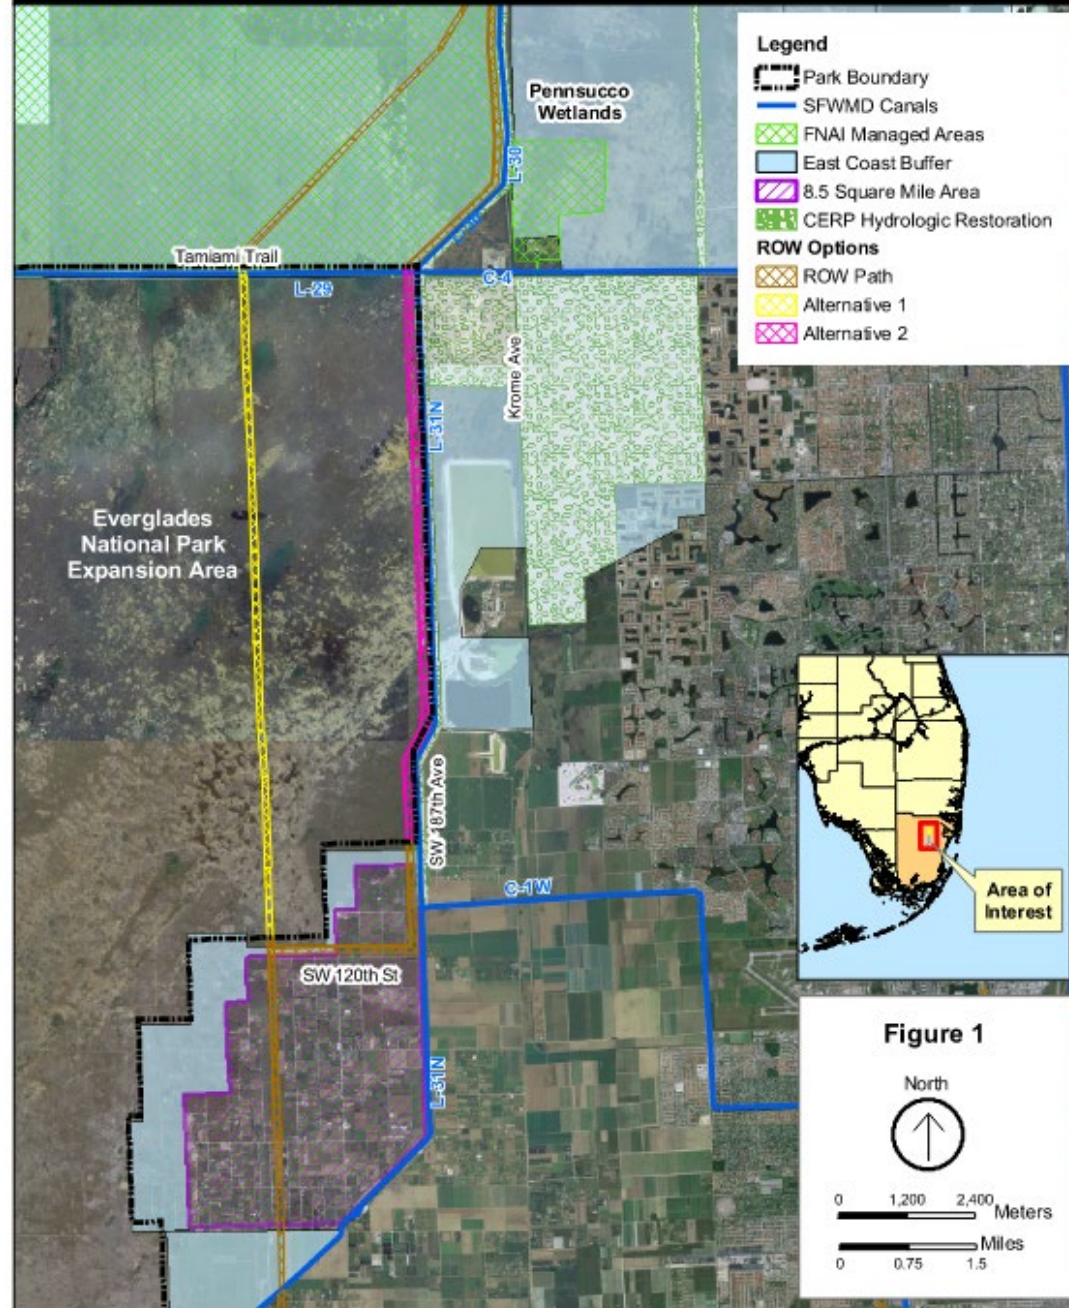 Legend
Park Boundary
SFWMD Canals
FNAI Managed Areas
East Coast Buffer
8.5 Square Mile Area
CERP Hydrologic Restoration
ROW Options
ROW Path
Alternative 1
Alternative 2
Pennsucco
Wetlands
L-30
L-30
Tamiami Trail
L-29
C-4
Krome Ave
L-31N
Everglades
National Park
Expansion Area
SW 187th Ave
C-1W
SW 120th St
L-31N
Area of
Interest
Figure 1
North
0 1,200 2,400 Meters
Miles
0 0.75 1.5